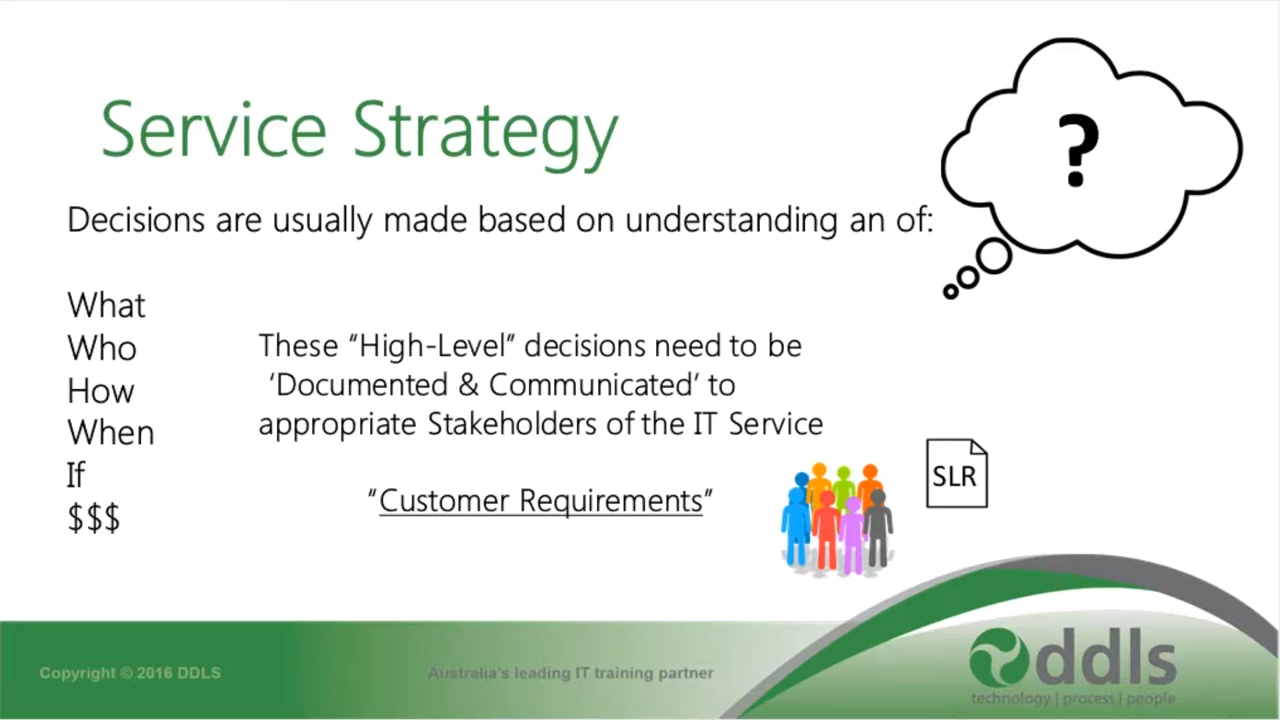 Service Strategy
?
Decisions are usually made based on understanding an of:
What
Who
How
When
If
$$$
These “High-Level” decisions need to be
‘Documented & Communicated’ to
appropriate Stakeholders of the IT Service
“Customer Requirements”
SLR
Copyright © 2016 DDLS
Australia's leading IT training partner
ddls
technology | process | people